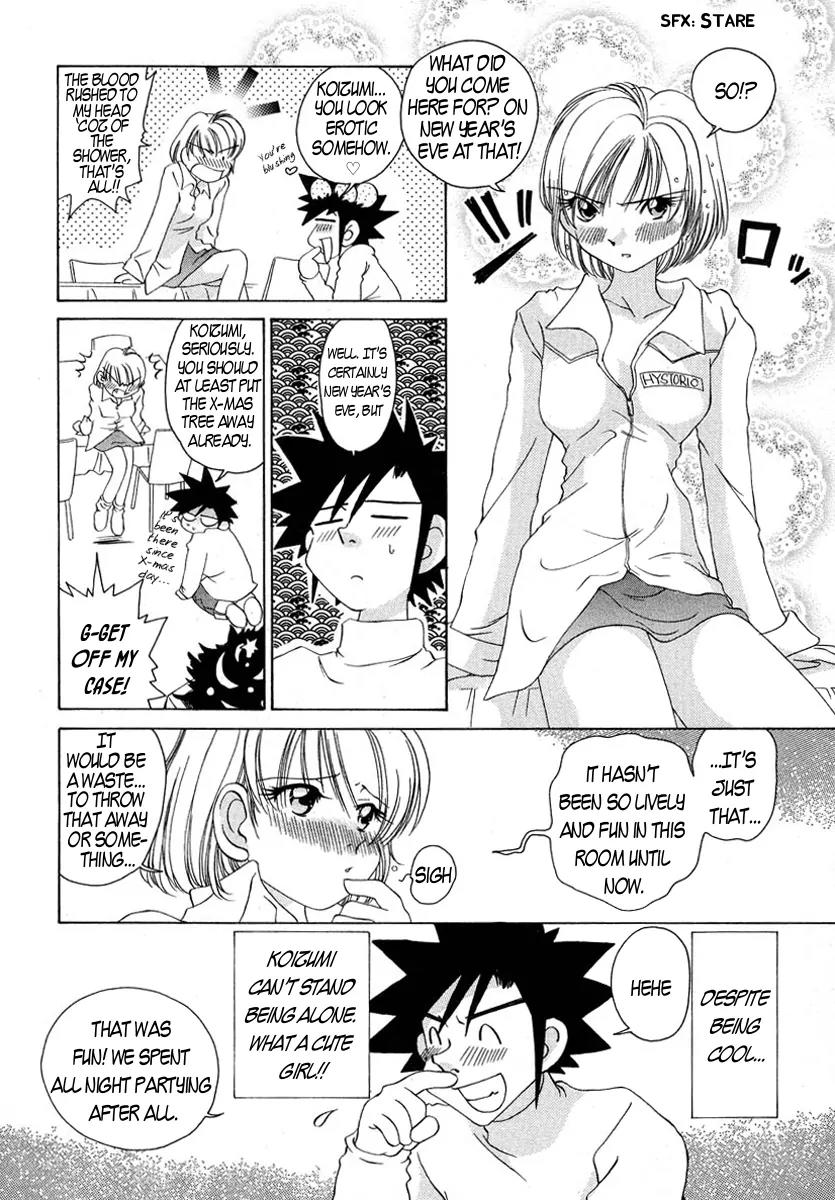 SFX: STARE
SO!?
WHAT DID
YOU COME
HERE FOR? ON
NEW YEAR'S
EVE AT THAT!
ロ
HYSTORIC
KOIZUMI...
YOU LOOK
EROTIC
SOMEHOW.
♡
You're
blushing
♡
THE BLOOD
RUSHED TO
MY HEAD
'COZ OF
THE
SHOWER,
THAT'S
ALL!!
WELL. IT'S
CERTAINLY
NEW YEAR'S
EVE, BUT
KOIZUMI,
SERIOUSLY.
YOU SHOULD
AT LEAST PUT
THE X-MAS
TREE AWAY
ALREADY.
It's
been
there
since
X-mas
day...
G-GET
OFF MY
CASE!
...IT'S
JUST
THAT...
IT HASN'T
BEEN SO LIVELY
AND FUN IN THIS
ROOM UNTIL
NOW.
SIGH
IT
WOULD BE
A WASTE...
TO THROW
THAT AWAY
OR SOME-
THING...
DESPITE
BEING
COOL...
HEHE
KOIZUMI
CAN'T STAND
BEING ALONE.
WHAT A CUTE
GIRL!!
THAT WAS
FUN! WE SPENT
ALL NIGHT PARTYING
AFTER ALL.